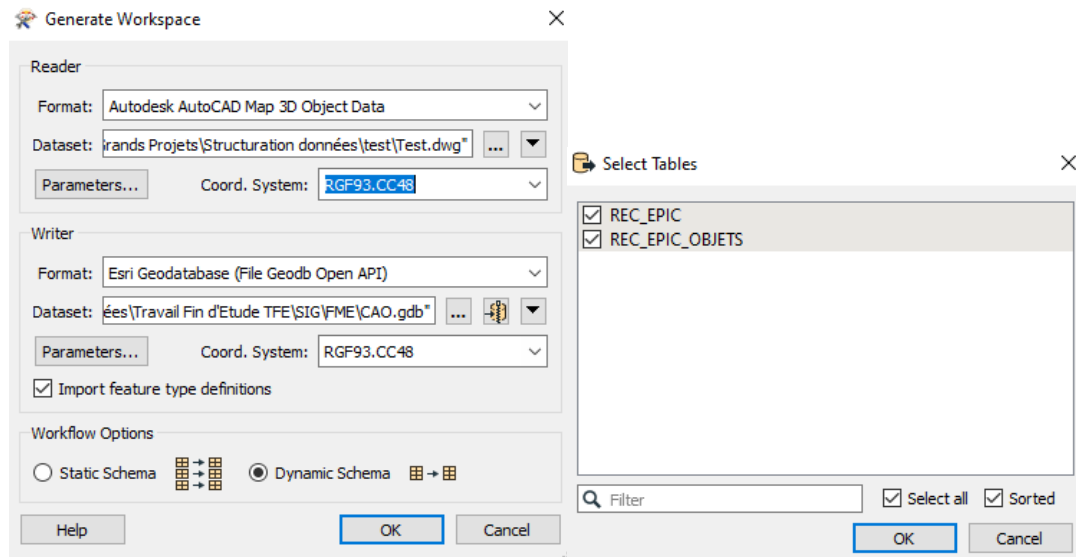 Generate Workspace
Reader
Format: Autodesk AutoCAD Map 3D Object Data
Dataset: Grands Projets\Structuration données\test\Test.dwg" ...
Parameters... Coord. System: RGF93.CC48
Writer
Format: Esri Geodatabase (File Geodb Open API)
Dataset: ées\Travail Fin d'Etude TFE\SIG\FME\CAO.gdb" ...
Parameters... Coord. System: RGF93.CC48
Import feature type definitions
Workflow Options
Static Schema Dynamic Schema
Help OK Cancel
Select Tables
REC_EPIC
REC_EPIC_OBJETS
Filter Select all Sorted
OK Cancel